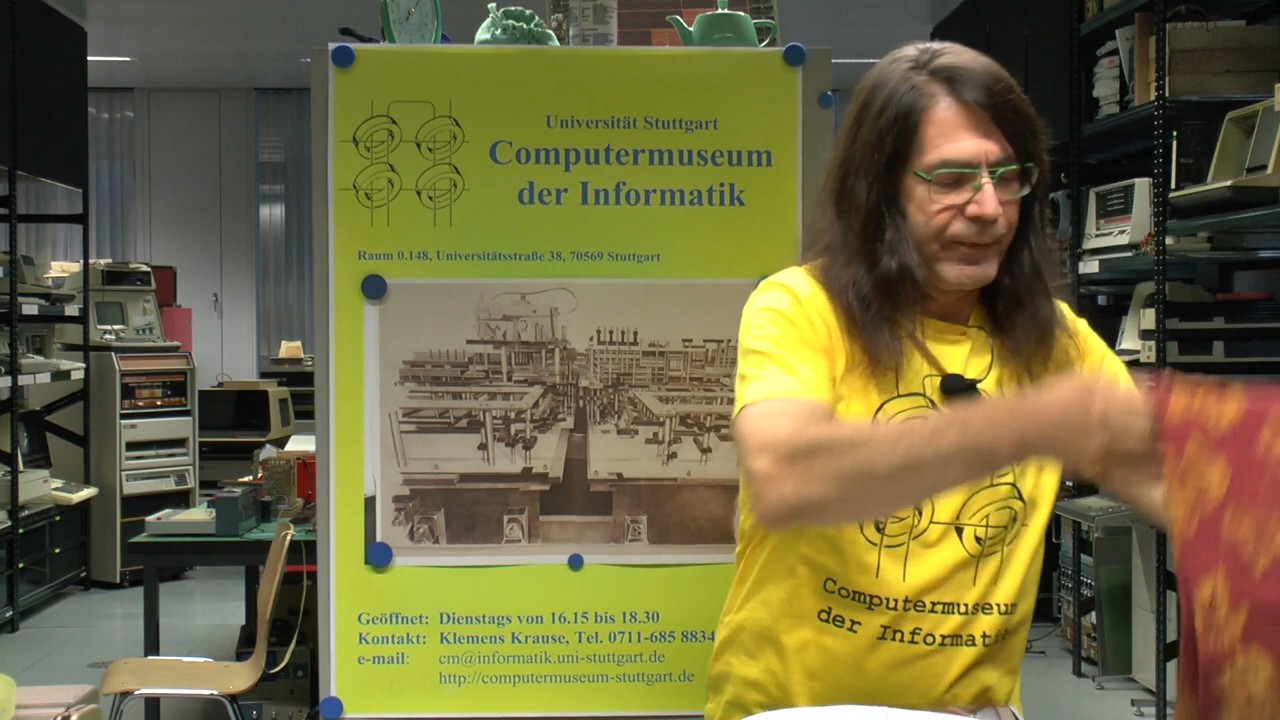 Universität Stuttgart
Computermuseum
der Informatik
Raum 0.148, Universitätsstraße 38, 70569 Stuttgart
Geöffnet: Dienstags von 16.15 bis 18.30
Kontakt: Klemens Krause, Tel. 0711-685 8834
e-mail: cm@informatik.uni-stuttgart.de
http://computermuseum-stuttgart.de
Computermuseum
der Informatik